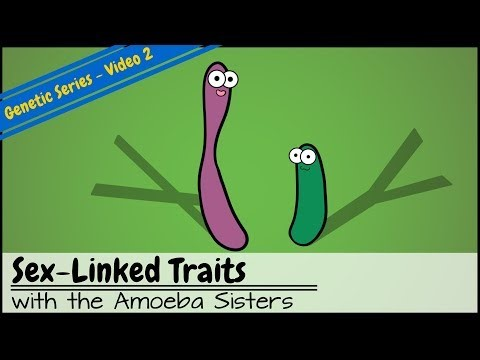 Genetic Series - Video 2
Sex-Linked Traits
with the Amoeba Sisters